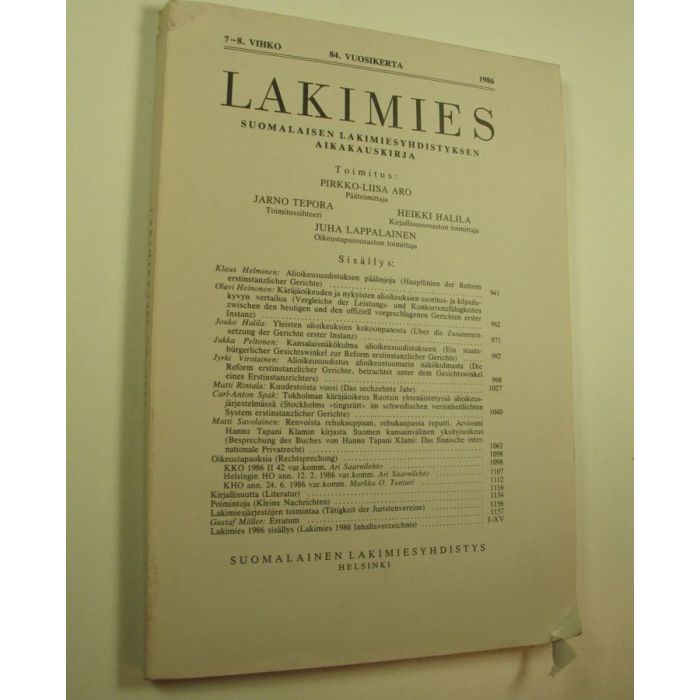 7–8. VIHKO 84. VUOSIKERTA 1986
LAKIMIES
SUOMALAISEN LAKIMIESYHDISTYKSEN
AIKAKAUSKIRJA
Toimitus:
PIRKKO-LIISA ARO
Päätoimittaja
JARNO TEPORA HEIKKI HALILA
Toimitussihteeri Kirjallisuusosaston toimittaja
JUHA LAPPALAINEN
Oikeustapausosaston toimittaja
Sisällys:
Klaus Helminen: Alioikeusuudistuksen päälinjoja (Hauptlinien der Reform
erstinstanzlicher Gerichte) 941
Olavi Heinonen: Käräjäoikeuden ja nykyisten alioikeuksien suoritus- ja kilpailu-
kyvyn vertailua (Vergleiche der Leistungs- und Konkurrenzfähigkeiten
zwischen den heutigen und den offiziell vorgeschlagenen Gerichten erster
Instanz) 962
Jouko Halila: Yleisten alioikeuksien kokoonpanosta (Über die Zusammen-
setzung der Gerichte erster Instanz) 971
Jukka Peltonen: Kansalaisnäkökulma alioikeusuudistukseen (Ein staats-
bürgerlicher Gesichtswinkel zur Reform erstinstanzlicher Gerichte) 982
Jyrki Virolainen: Alioikeusuudistus alioikeustuomarin näkökulmasta (Die
Reform erstinstanzlicher Gerichte, betrachtet unter dem Gesichtswinkel
eines Erstinstanzrichters) 998
Matti Rintala: Kuudestoista vuosi (Das sechzehnte Jahr) 1027
Carl-Anton Spak: Tukholman käräjäoikeus Ruotsin yhtenäistetyssä alioikeus-
järjestelmässä (Stockholms «tingsrätt» im schwedischen vereinheitlichten
System erstinstanzlicher Gerichte) 1040
Matti Savolainen: Renvoista rehukauppaan, rehukaupassa reputti. Arviointi
Hannu Tapani Klamin kirjasta Suomen kansainvälinen yksityisoikeus
(Besprechung des Buches von Hannu Tapani Klami: Das finnische inter-
nationale Privatrecht) 1063
Oikeustapauksia (Rechtsprechung) 1098
KKO 1986 II 42 var.komm. Ari Saarnilehto 1098
Helsingin HO ann. 12. 2. 1986 var.komm. Ari Saarnilehto 1107
KHO ann. 24. 6. 1986 var.komm. Markku O. Tunturi 1112
Kirjallisuutta (Literatur) 1116
Poimintoja (Kleine Nachrichten) 1154
Lakimiesjärjestöjen toimintaa (Tätigkeit der Juristenvereine) 1156
Gustaf Möller: Erratum 1157
Lakimies 1986 sisällys (Lakimies 1986 Inhaltsverzeichnis) I–XV
SUOMALAINEN LAKIMIESYHDISTYS
HELSINKI